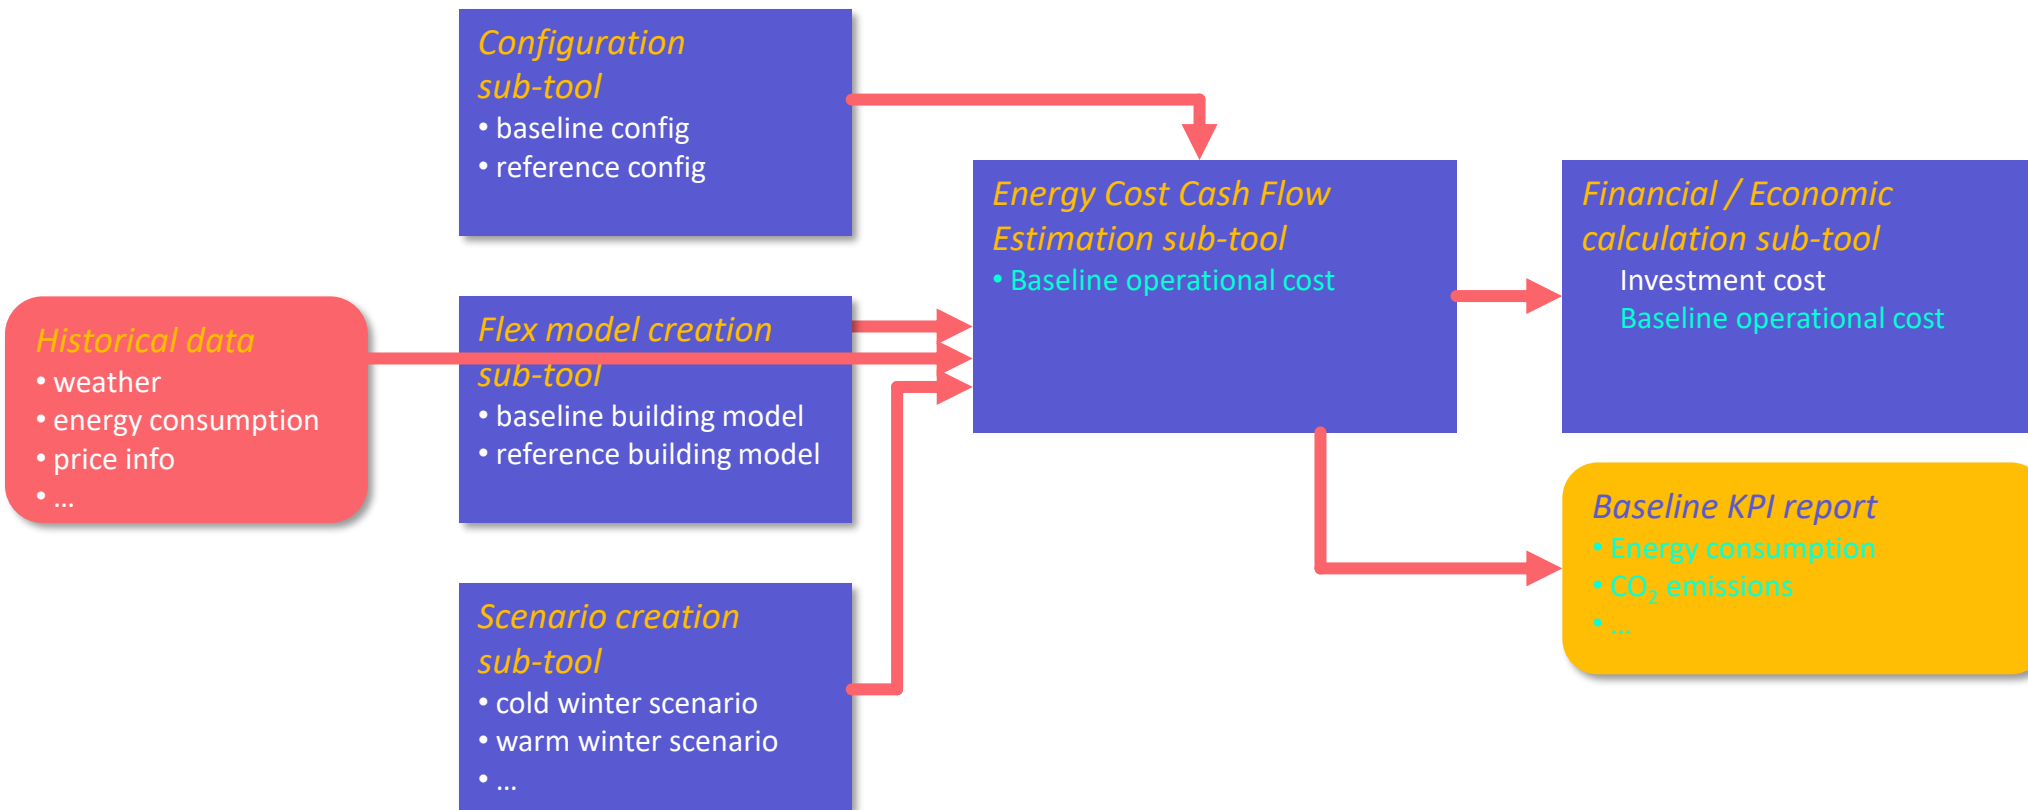 Configuration
sub-tool
• baseline config
• reference config
Historical data
• weather
• energy consumption
• price info
• ...
Flex model creation
sub-tool
• baseline building model
• reference building model
Scenario creation
sub-tool
• cold winter scenario
• warm winter scenario
• ...
Energy Cost Cash Flow
Estimation sub-tool
• Baseline operational cost
Financial / Economic
calculation sub-tool
Investment cost
Baseline operational cost
Baseline KPI report
• Energy consumption
• CO₂ emissions
• ...